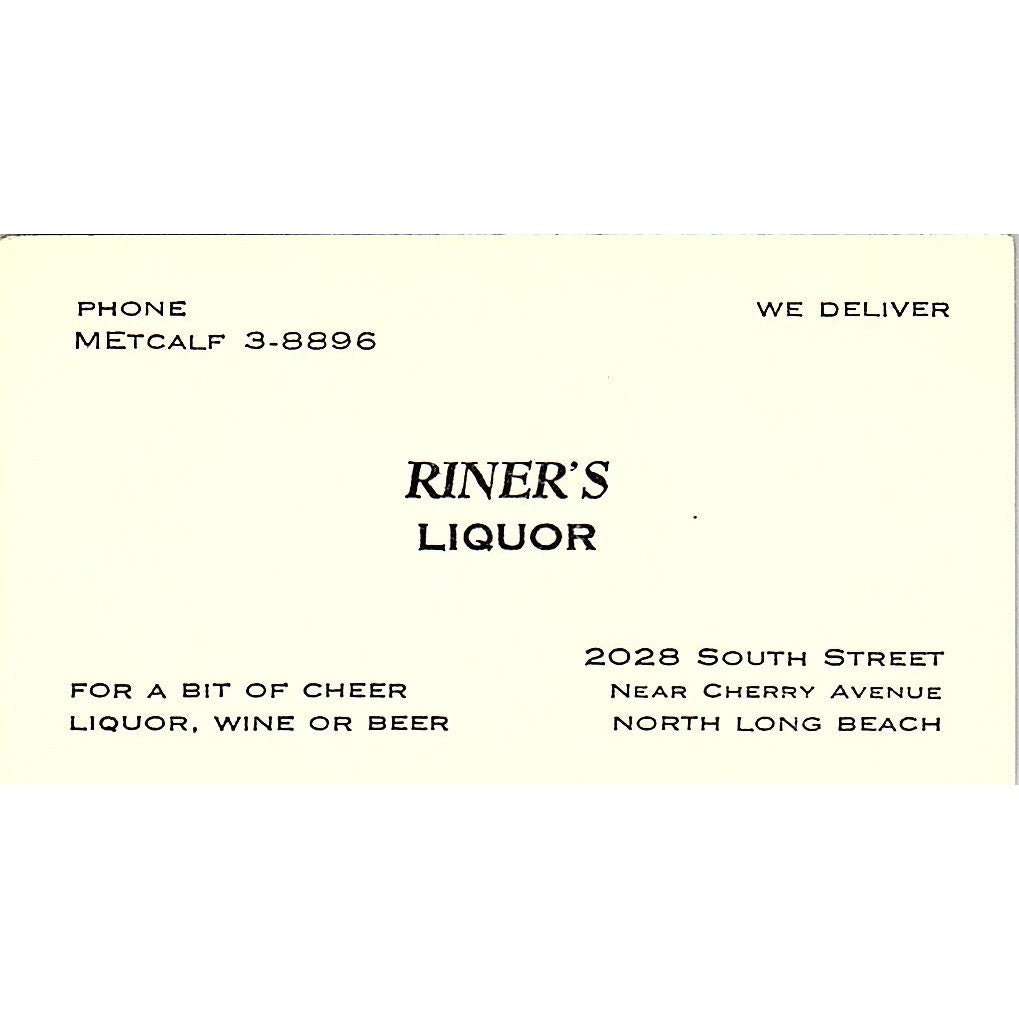 PHONE
METCALF 3-8896
WE DELIVER
RINER'S
LIQUOR
FOR A BIT OF CHEER
LIQUOR, WINE OR BEER
2028 SOUTH STREET
NEAR CHERRY AVENUE
NORTH LONG BEACH